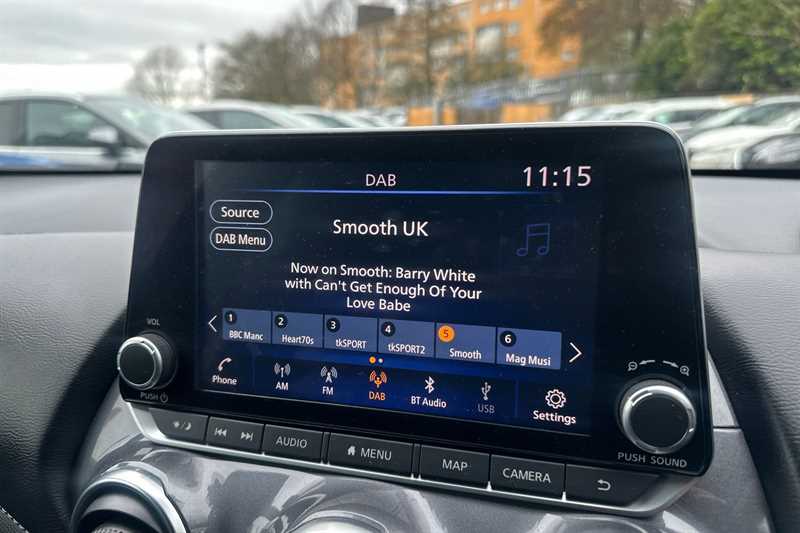 DAB
11:15
Source
DAB Menu
Smooth UK
Now on Smooth: Barry White
with Can't Get Enough Of Your
Love Babe
1 2 3 4 5 6
BBC Manc Heart70s tkSPORT tkSPORT2 Smooth Mag Musi
Phone AM FM DAB BT Audio USB Settings
VOL
PUSH
PUSH SOUND
AUDIO MENU MAP CAMERA